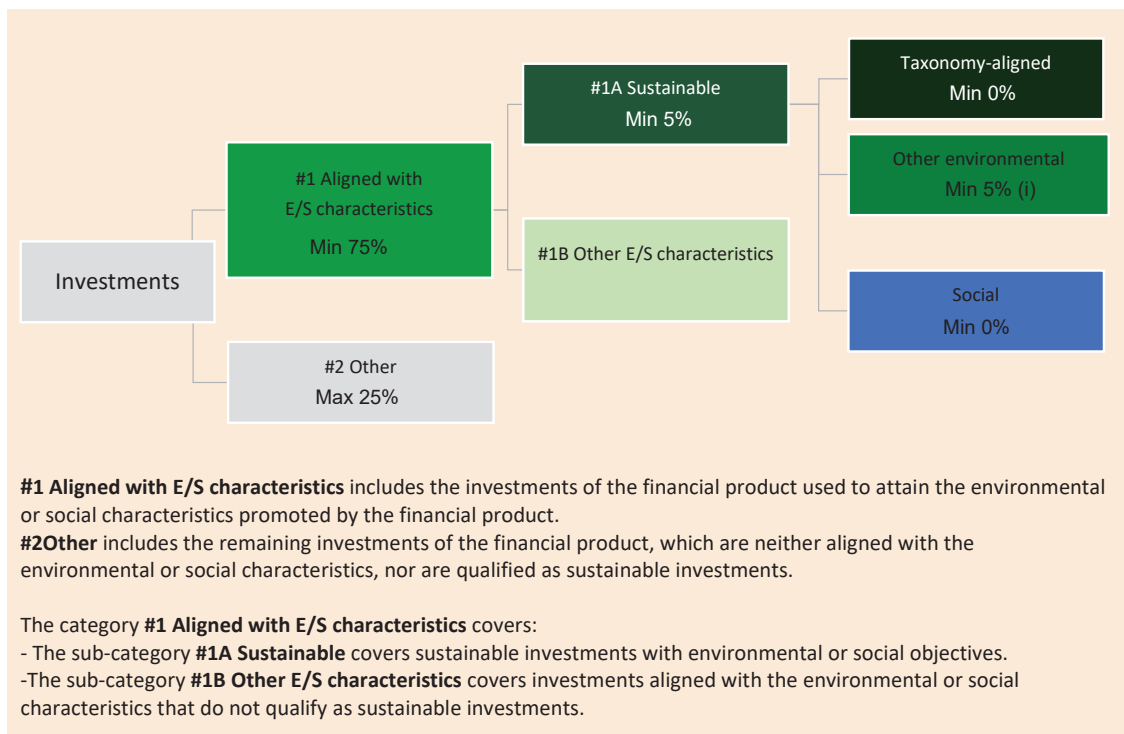 Investments
#1 Aligned with
E/S characteristics
Min 75%
#2 Other
Max 25%
#1A Sustainable
Min 5%
#1B Other E/S characteristics
Taxonomy-aligned
Min 0%
Other environmental
Min 5% (i)
Social
Min 0%
#1 Aligned with E/S characteristics includes the investments of the financial product used to attain the environmental
or social characteristics promoted by the financial product.
#2Other includes the remaining investments of the financial product, which are neither aligned with the
environmental or social characteristics, nor are qualified as sustainable investments.
The category #1 Aligned with E/S characteristics covers:
- The sub-category #1A Sustainable covers sustainable investments with environmental or social objectives.
-The sub-category #1B Other E/S characteristics covers investments aligned with the environmental or social
characteristics that do not qualify as sustainable investments.